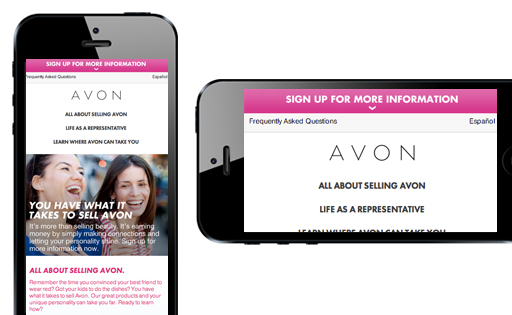 SIGN UP FOR MORE INFORMATION
Frequently Asked Questions Español
AVON
ALL ABOUT SELLING AVON
LIFE AS A REPRESENTATIVE
LEARN WHERE AVON CAN TAKE YOU
YOU HAVE WHAT IT
TAKES TO SELL AVON
It's more than selling beauty. It's earning
money by simply making connections and
letting your personality shine. Sign up for
more information now.
ALL ABOUT SELLING AVON.
Remember the time you convinced your best friend to
wear red? Got your kids to do the dishes? You have
what it takes to sell Avon. Our great products and your
unique personality can take you far. Ready to learn
how?
SIGN UP FOR MORE INFORMATION
Frequently Asked Questions Español
AVON
ALL ABOUT SELLING AVON
LIFE AS A REPRESENTATIVE
LEARN WHERE AVON CAN TAKE YOU